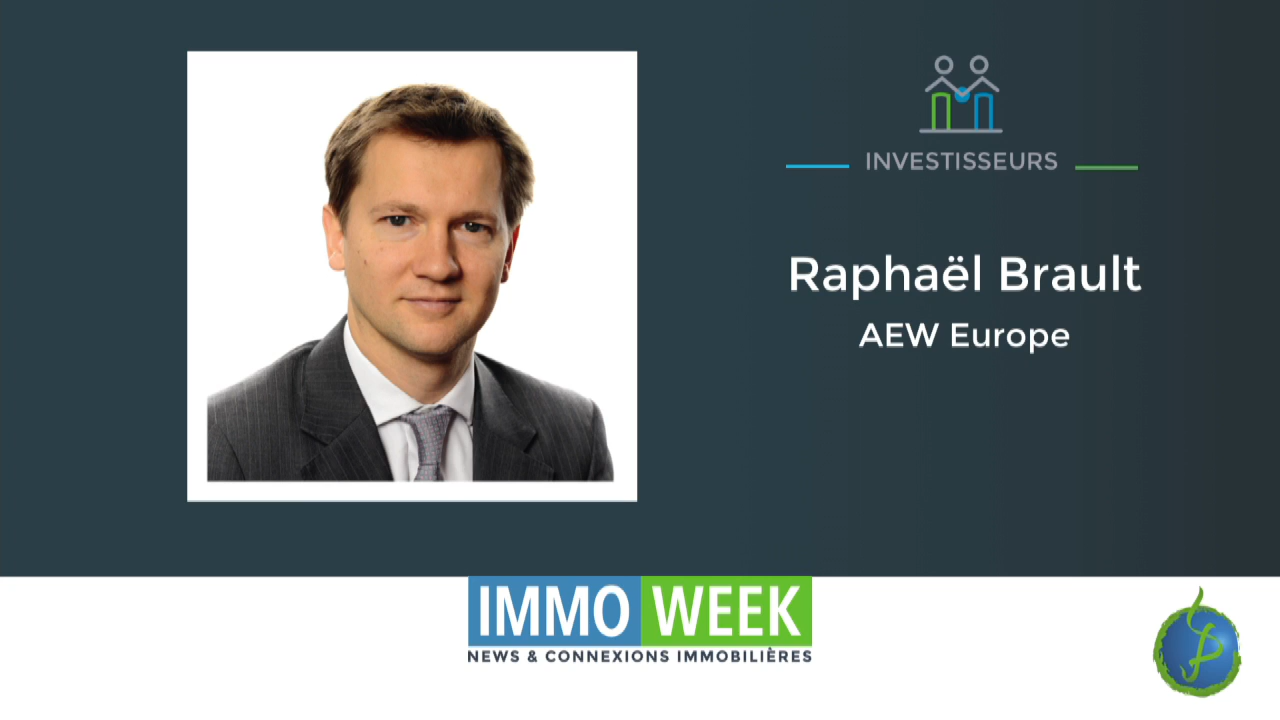 INVESTISSEURS
Raphaël Brault
AEW Europe
IMMO WEEK
NEWS & CONNEXIONS IMMOBILIÈRES